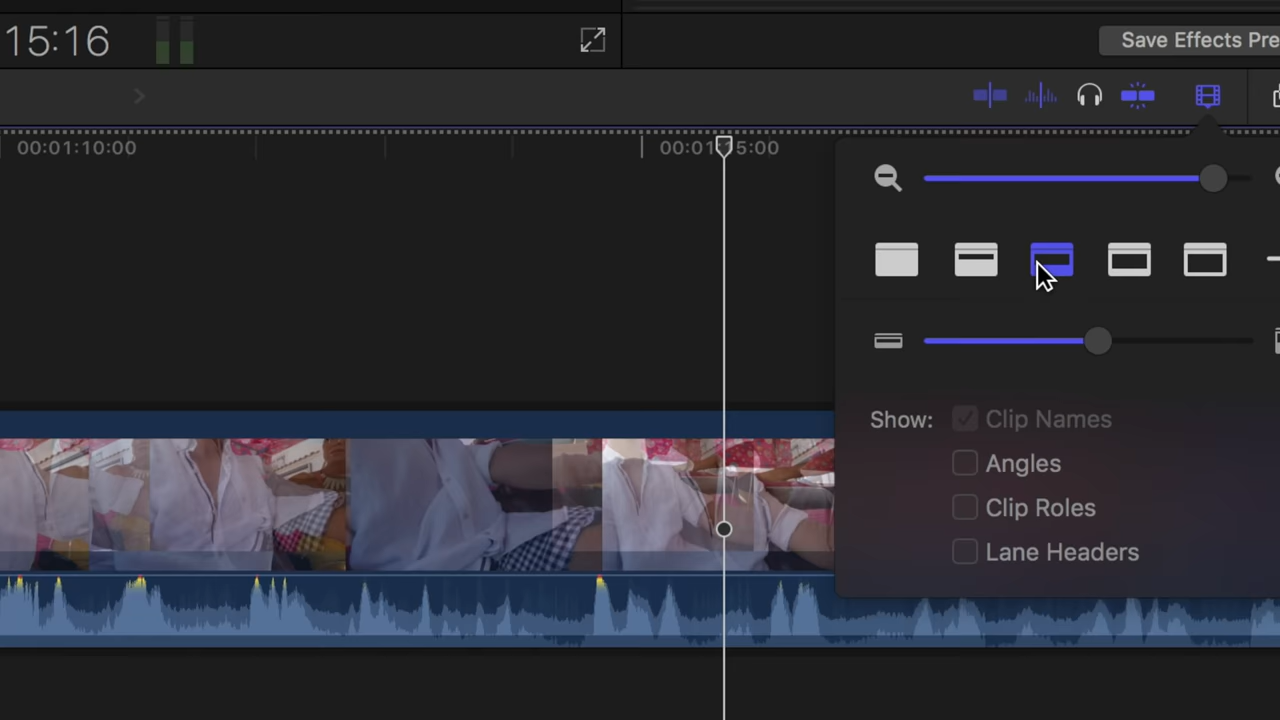 15:16
Save Effects Pre
00:01:10:00
00:01:15:00
Show:
Clip Names
Angles
Clip Roles
Lane Headers